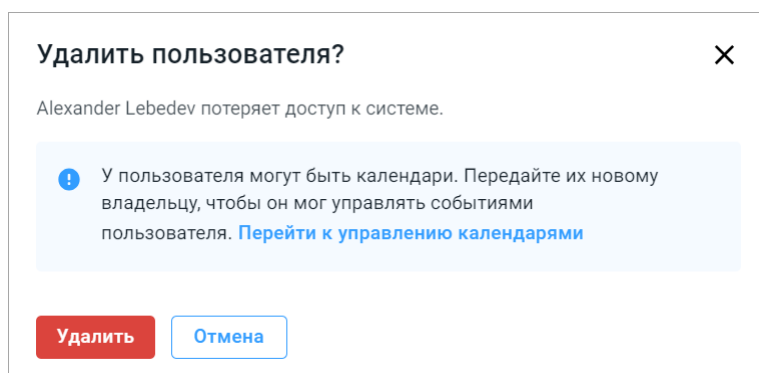 Удалить пользователя?
Alexander Lebedev потеряет доступ к системе.
У пользователя могут быть календари. Передайте их новому
владельцу, чтобы он мог управлять событиями
пользователя. Перейти к управлению календарями
Удалить
Отмена